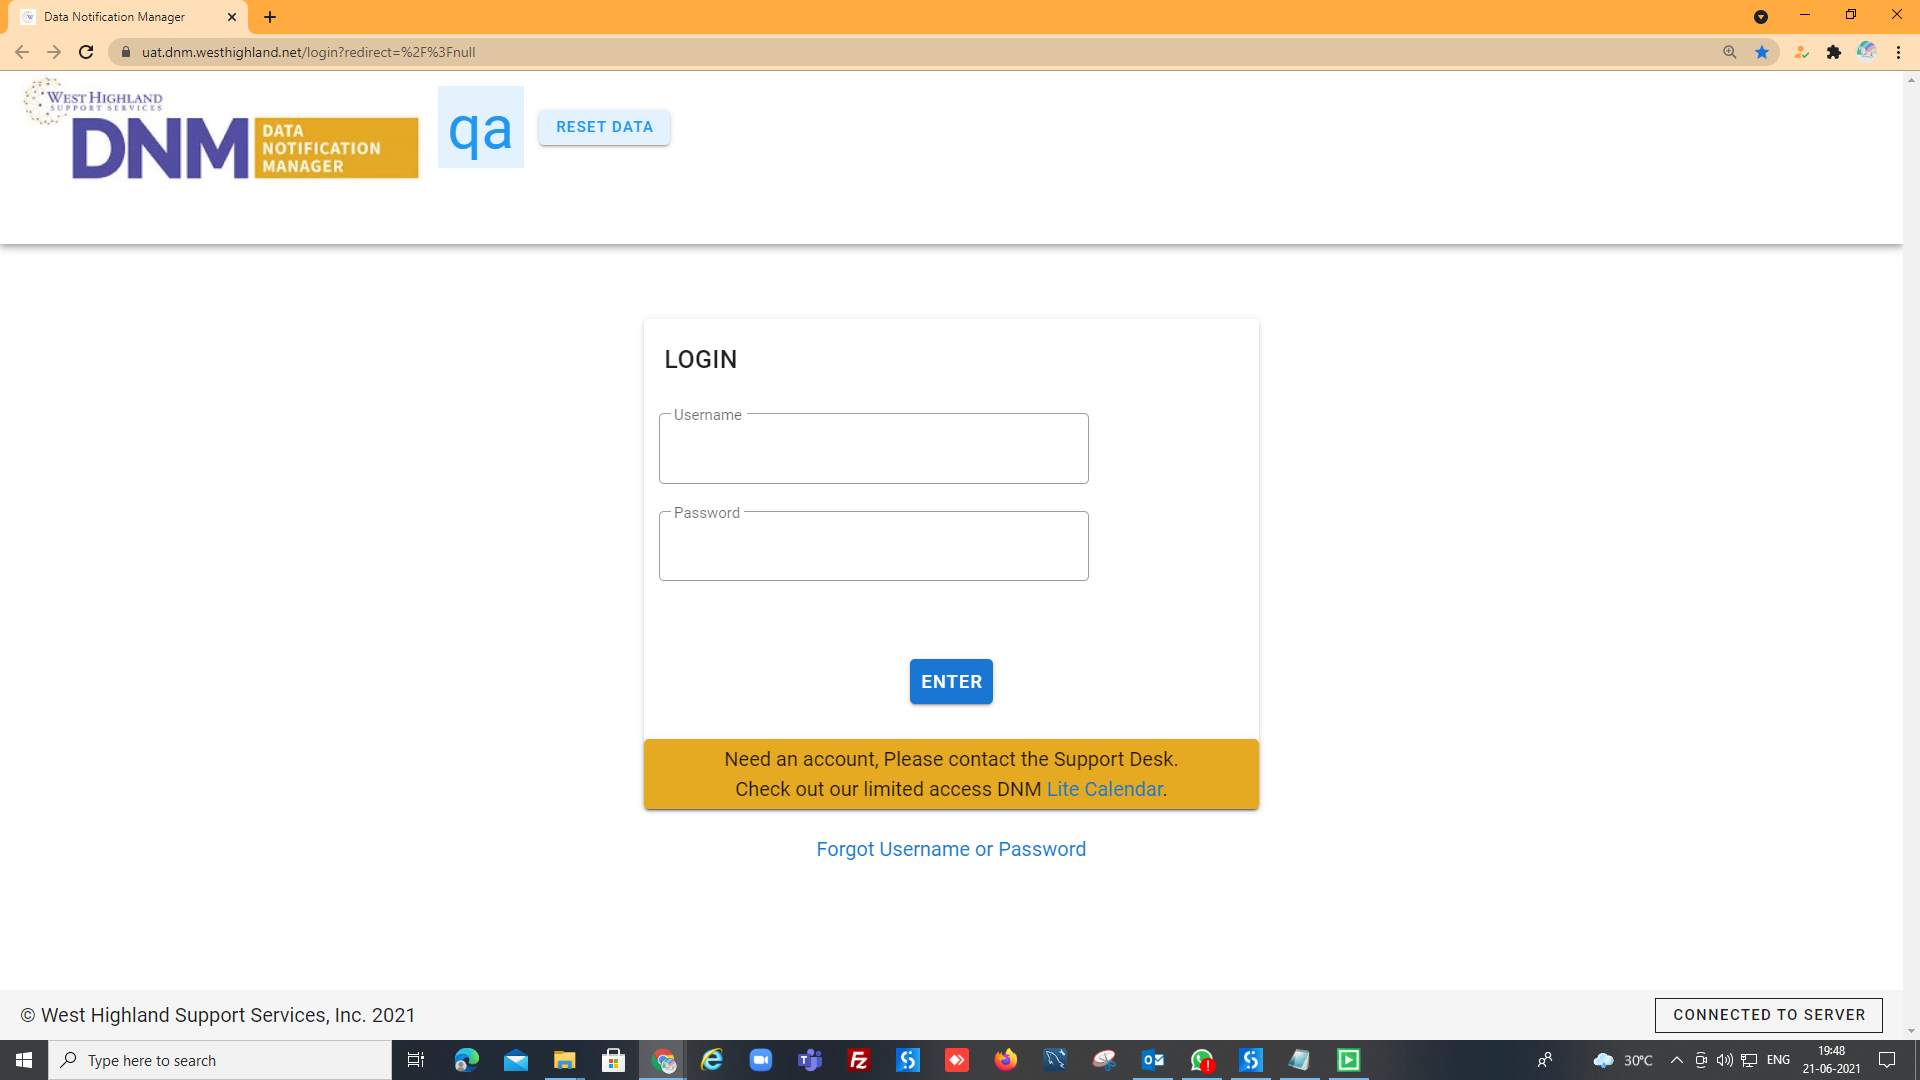 Data Notification Manager
uat.dnm.westhighland.net/login?redirect=%2F%3Fnull
WEST HIGHLAND
SUPPORT SERVICES
DNM
DATA
NOTIFICATION
MANAGER
qa
RESET DATA
LOGIN
Username
Password
ENTER
Need an account, Please contact the Support Desk.
Check out our limited access DNM Lite Calendar.
Forgot Username or Password
© West Highland Support Services, Inc. 2021
CONNECTED TO SERVER
Type here to search
30°C
ENG
19:48
21-06-2021